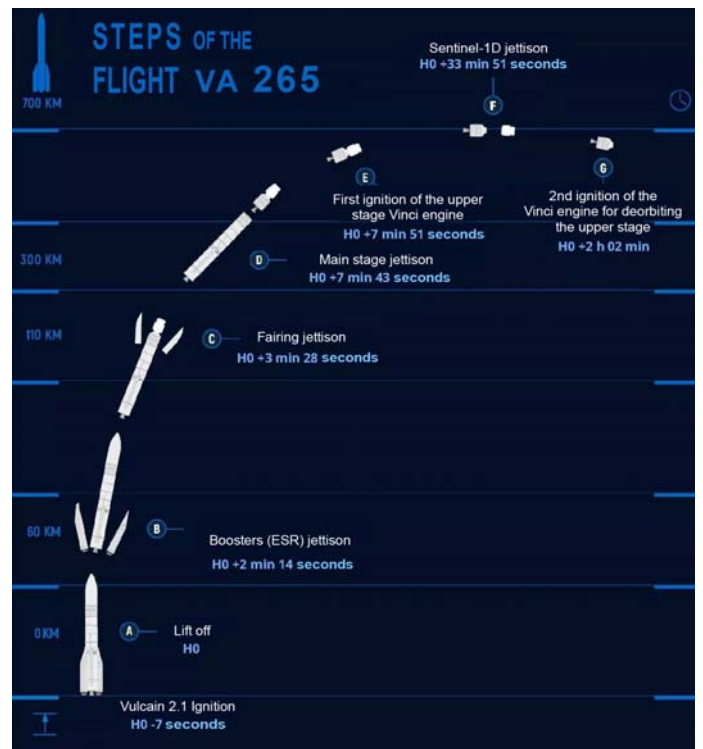 STEPS OF THE
FLIGHT VA 265
Sentinel-1D jettison
H0 +33 min 51 seconds
700 KM
F
E
G
First ignition of the upper
stage Vinci engine
H0 +7 min 51 seconds
2nd ignition of the
Vinci engine for deorbiting
the upper stage
H0 +2 h 02 min
300 KM
D
Main stage jettison
H0 +7 min 43 seconds
110 KM
C
Fairing jettison
H0 +3 min 28 seconds
60 KM
B
Boosters (ESR) jettison
H0 +2 min 14 seconds
0 KM
A
Lift off
H0
Vulcain 2.1 Ignition
H0 -7 seconds